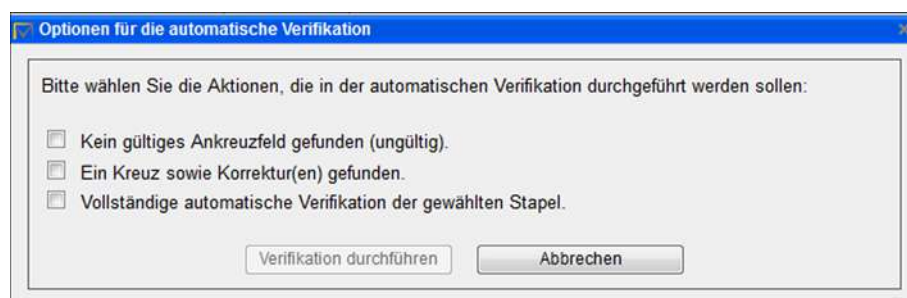 Optionen für die automatische Verifikation
Bitte wählen Sie die Aktionen, die in der automatischen Verifikation durchgeführt werden sollen:
Kein gültiges Ankreuzfeld gefunden (ungültig).
Ein Kreuz sowie Korrektur(en) gefunden.
Vollständige automatische Verifikation der gewählten Stapel.
Verifikation durchführen Abbrechen